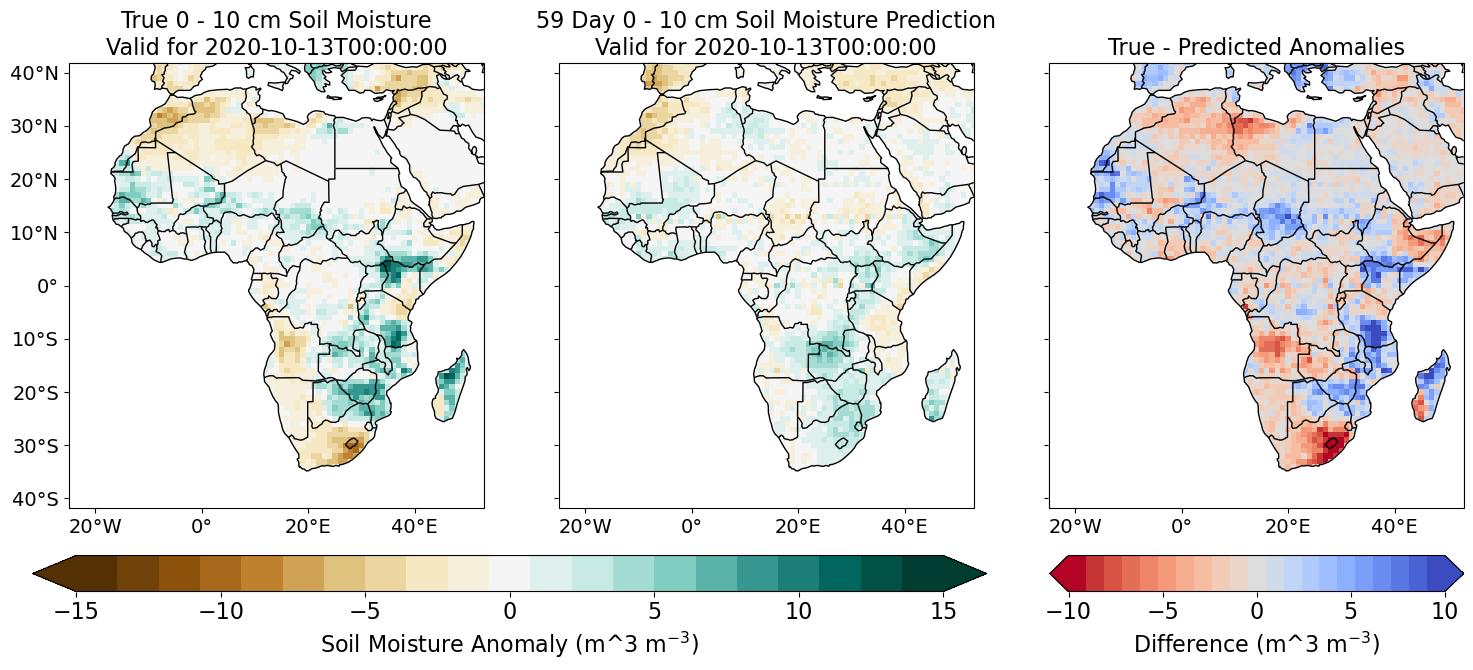 True 0 - 10 cm Soil Moisture
Valid for 2020-10-13T00:00:00
59 Day 0 - 10 cm Soil Moisture Prediction
Valid for 2020-10-13T00:00:00
True - Predicted Anomalies
40°N
30°N
20°N
10°N
0°
10°S
20°S
30°S
40°S
20°W 0° 20°E 40°E
20°W 0° 20°E 40°E
20°W 0° 20°E 40°E
−15 −10 −5 0 5 10 15
Soil Moisture Anomaly (m^3 m⁻³)
−10 −5 0 5 10
Difference (m^3 m⁻³)